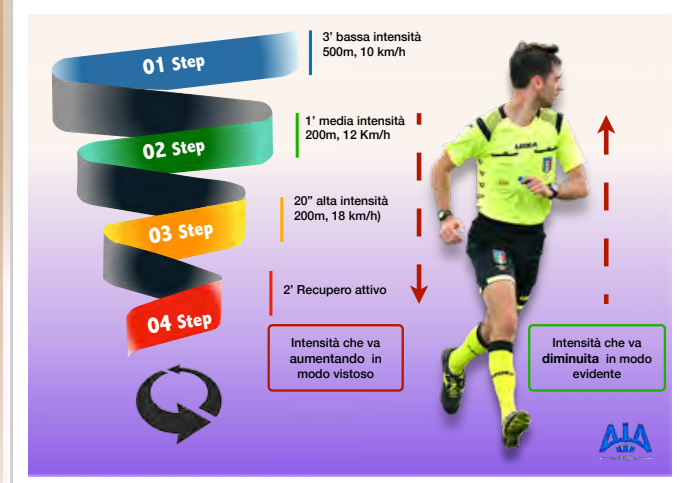 01 Step
3' bassa intensità
500m, 10 km/h
02 Step
1' media intensità
200m, 12 Km/h
03 Step
20" alta intensità
200m, 18 km/h)
04 Step
2' Recupero attivo
Intensità che va
aumentando in
modo vistoso
Intensità che va
diminuita in modo
evidente
LEGEA
AIA